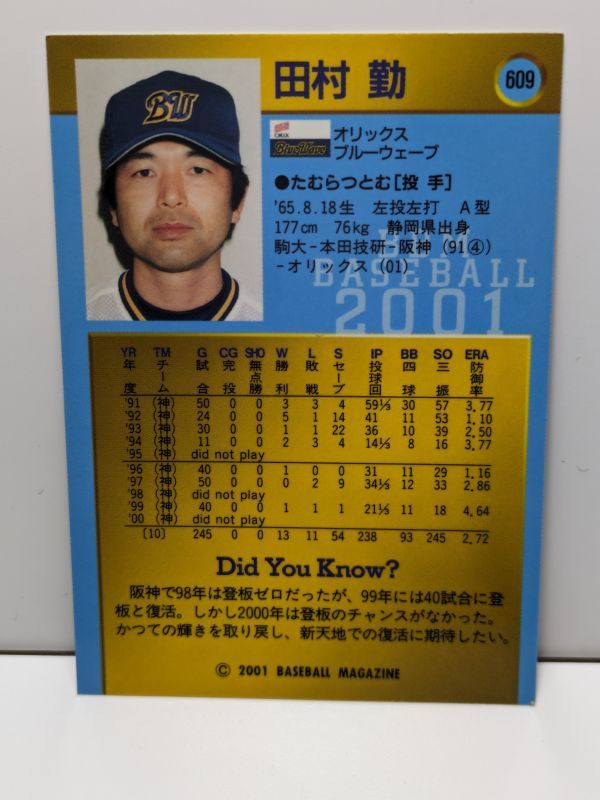 BW
田村 勤
609
ORIX
BlueWave
オリックス
ブルーウェーブ
●たむらつとむ[投 手]
'65.8.18生 左投左打 A型
177cm 76kg 静岡県出身
駒大-本田技研-阪神(91④)
-オリックス(01)
BBM
BASEBALL
2001
YR TM G CG SHO W L S IP BB SO ERA
年度 チーム 試合 完投 無点勝 勝利 敗戦 セーブ 投球回 四球 三振 防御率
'91 (神) 50 0 0 3 3 4 59⅓ 30 57 3.77
'92 (神) 24 0 0 5 1 14 41 11 53 1.10
'93 (神) 30 0 0 1 1 22 36 10 39 2.50
'94 (神) 11 0 0 2 3 4 14⅓ 8 16 3.77
'95 (神) did not play
'96 (神) 40 0 0 1 0 0 31 11 29 1.16
'97 (神) 50 0 0 0 2 9 34⅓ 12 33 2.86
'98 (神) did not play
'99 (神) 40 0 0 1 1 1 21⅓ 11 18 4.64
'00 (神) did not play
[10] 245 0 0 13 11 54 238 93 245 2.72
Did You Know?
阪神で98年は登板ゼロだったが、99年には40試合に登
板と復活。しかし2000年は登板のチャンスがなかった。
かつての輝きを取り戻し、新天地での復活に期待したい。
© 2001 BASEBALL MAGAZINE